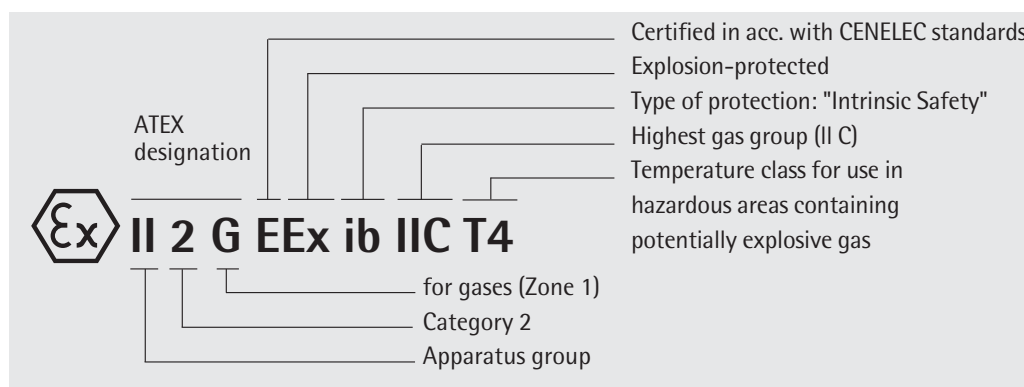 Certified in acc. with CENELEC standards
Explosion-protected
Type of protection: "Intrinsic Safety"
Highest gas group (II C)
Temperature class for use in
hazardous areas containing
potentially explosive gas
ATEX
designation
Ex II 2 G EEx ib IIC T4
for gases (Zone 1)
Category 2
Apparatus group